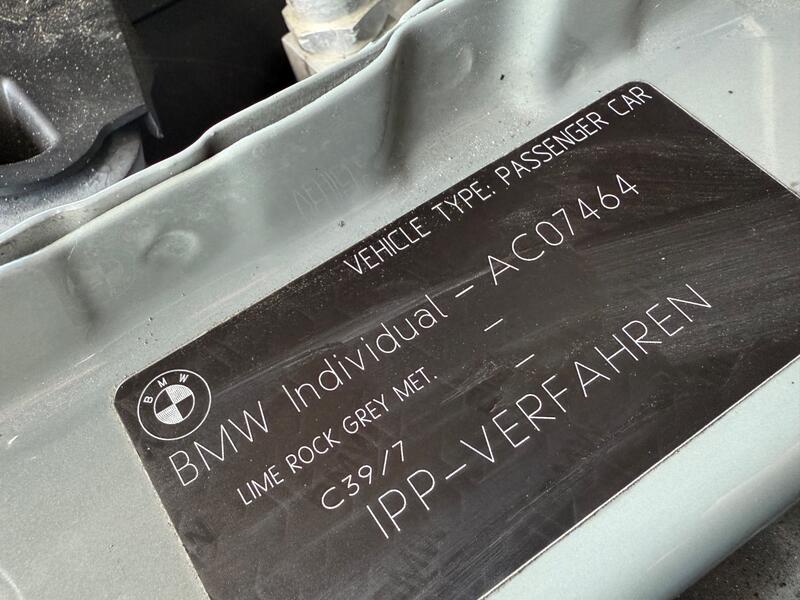 VEHICLE TYPE: PASSENGER CAR
BMW
BMW Individual - AC07464
LIME ROCK GREY MET. -
C39/7 -
IPP-VERFAHREN